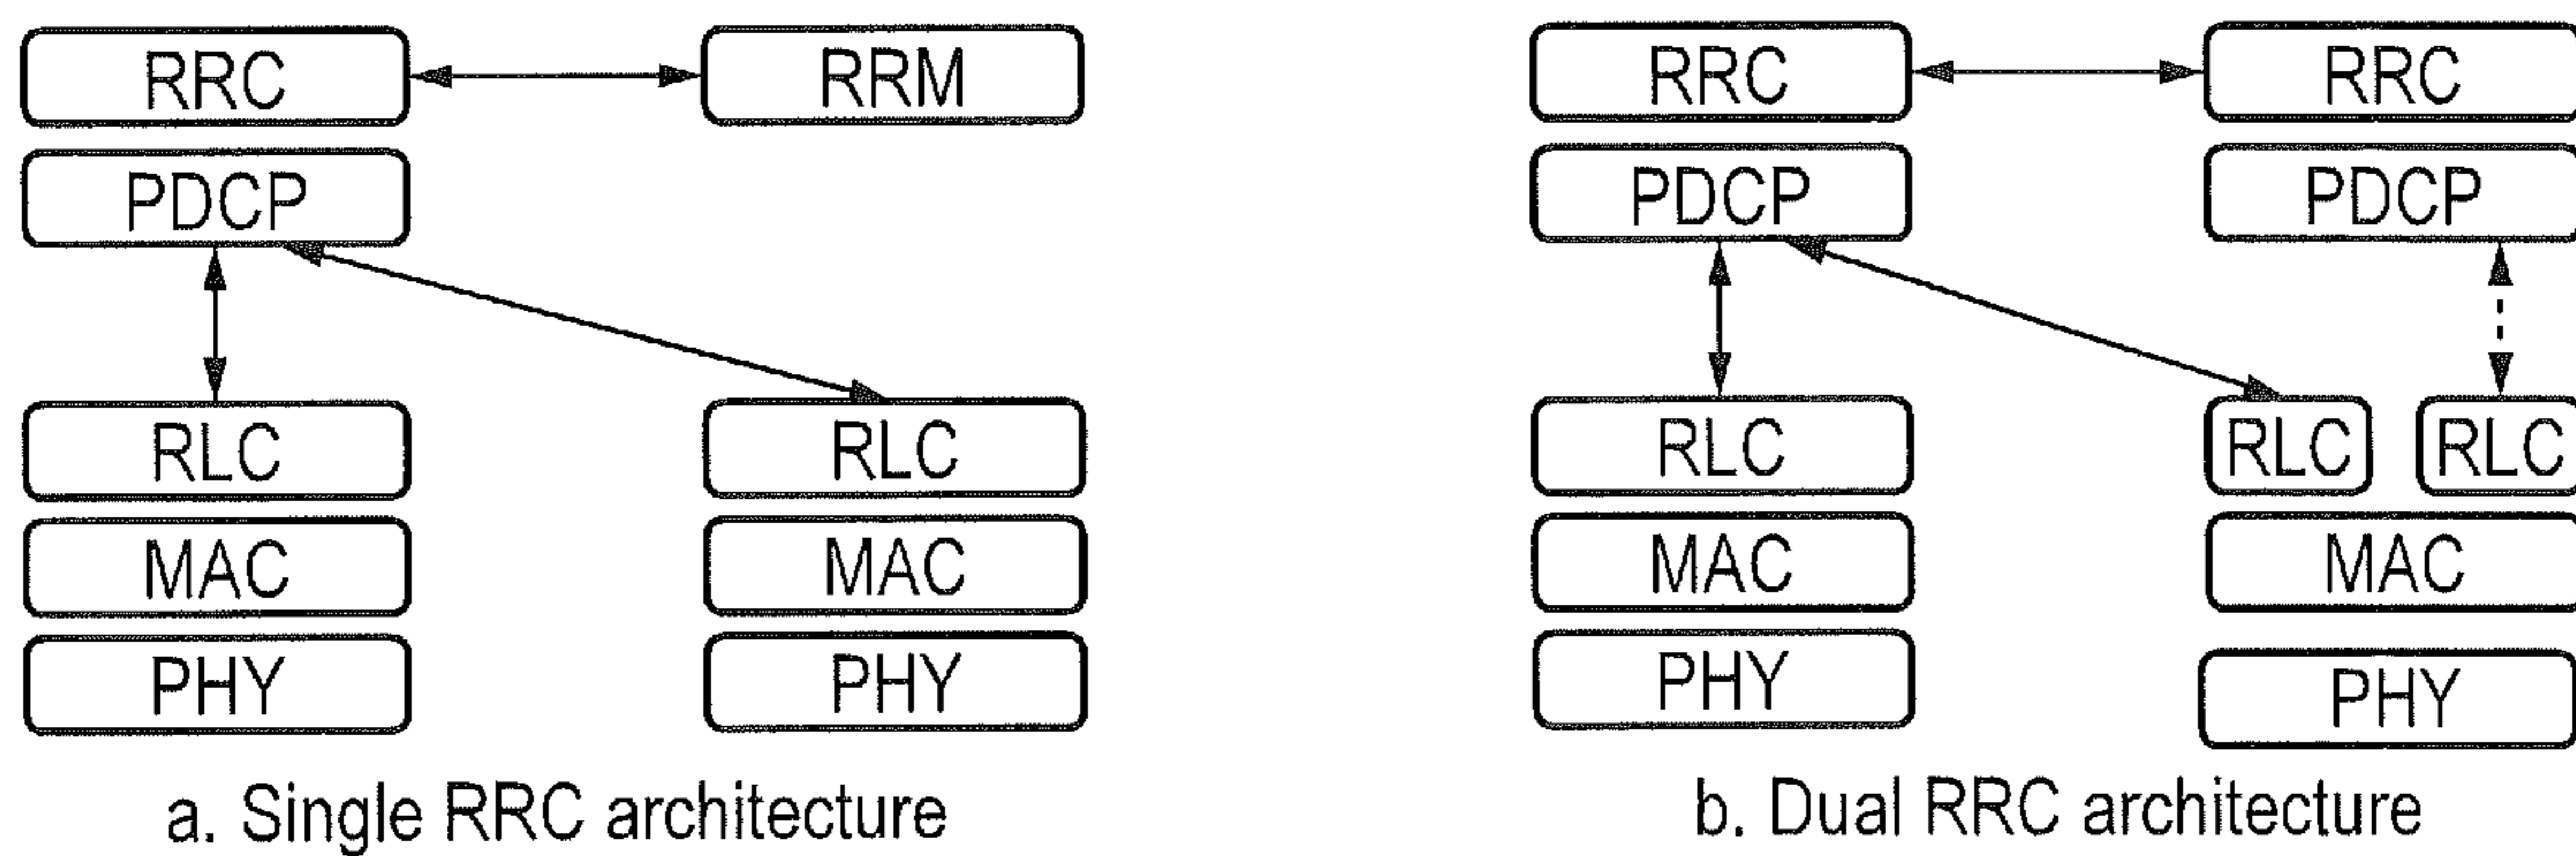 RRC
RRM
PDCP
RLC
RLC
MAC
MAC
PHY
PHY
a. Single RRC architecture
RRC
RRC
PDCP
PDCP
RLC
RLC
RLC
MAC
MAC
PHY
PHY
b. Dual RRC architecture